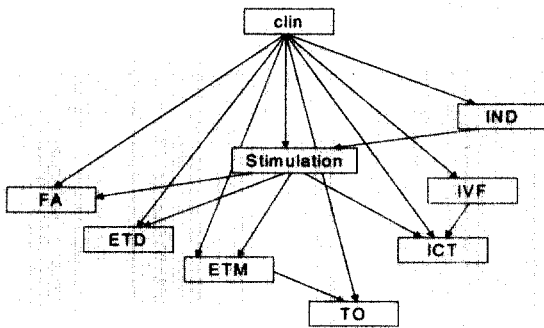 clin
IND
Stimulation
IVF
FA
ETD
ICT
ETM
TO